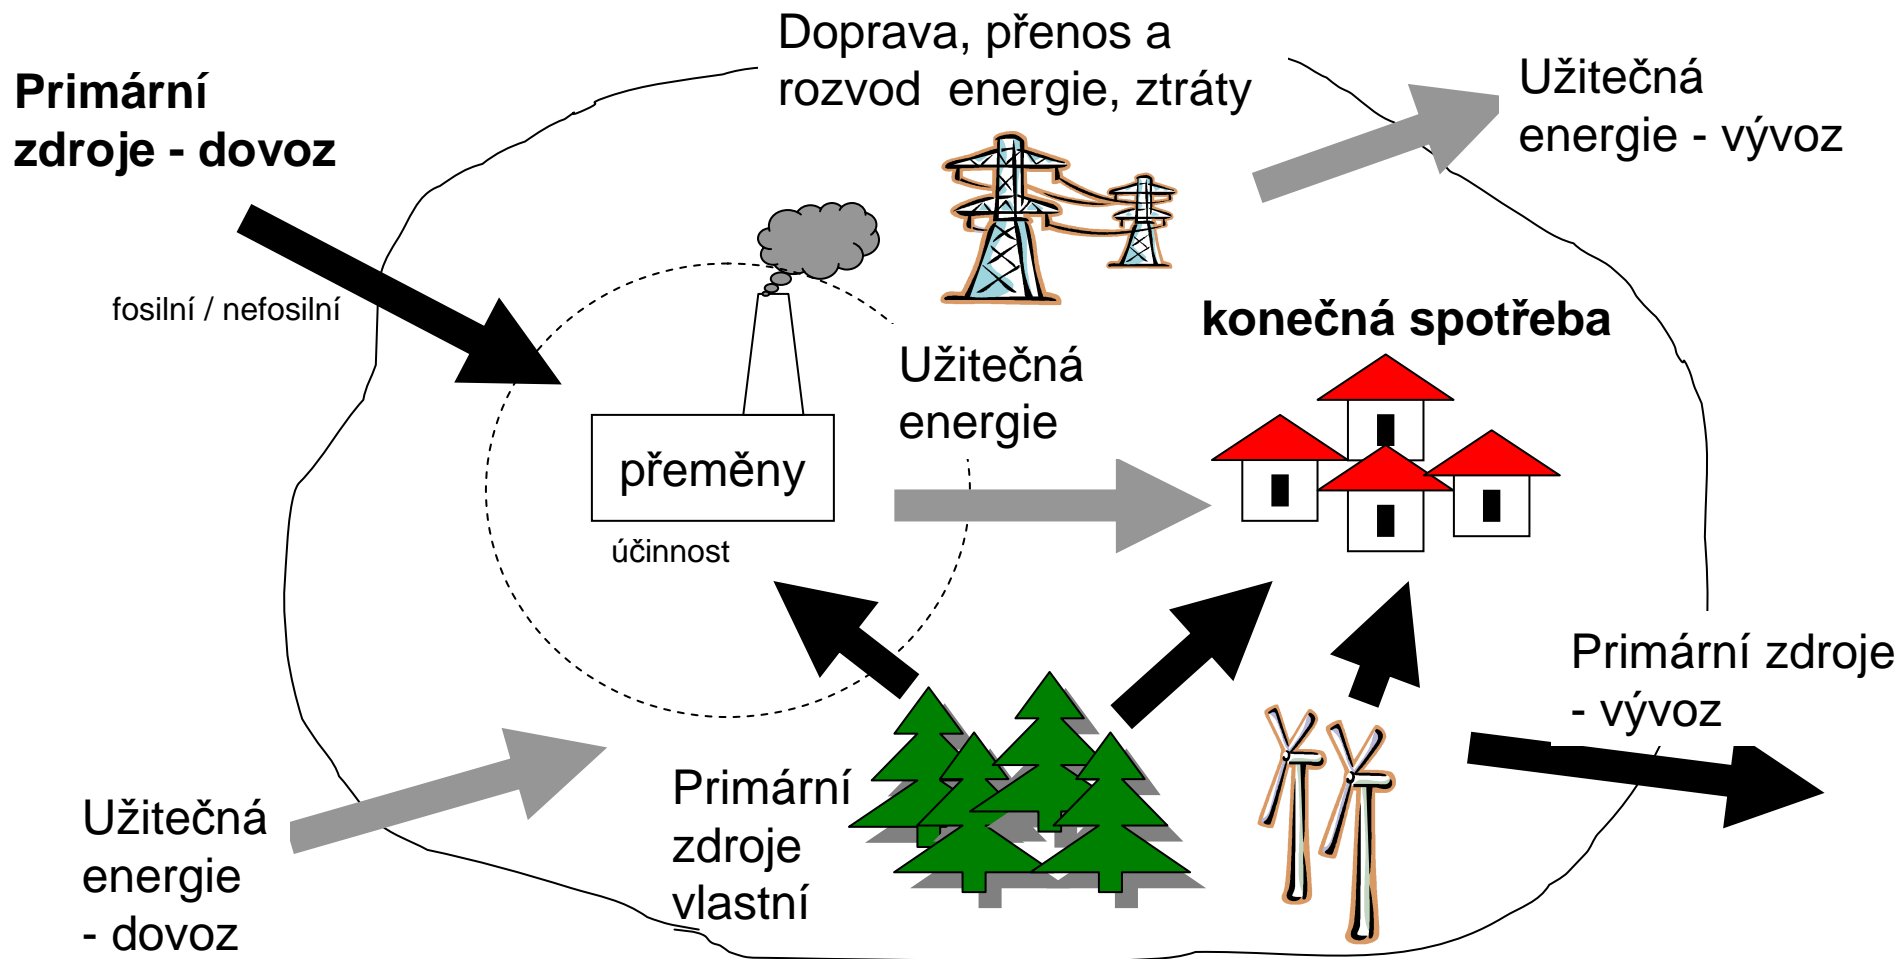 Doprava, přenos a
rozvod energie, ztráty
Primární
zdroje - dovoz
Užitečná
energie - vývoz
fosilní / nefosilní
konečná spotřeba
Užitečná
energie
přeměny
účinnost
Primární zdroje
- vývoz
Primární
zdroje
vlastní
Užitečná
energie
- dovoz